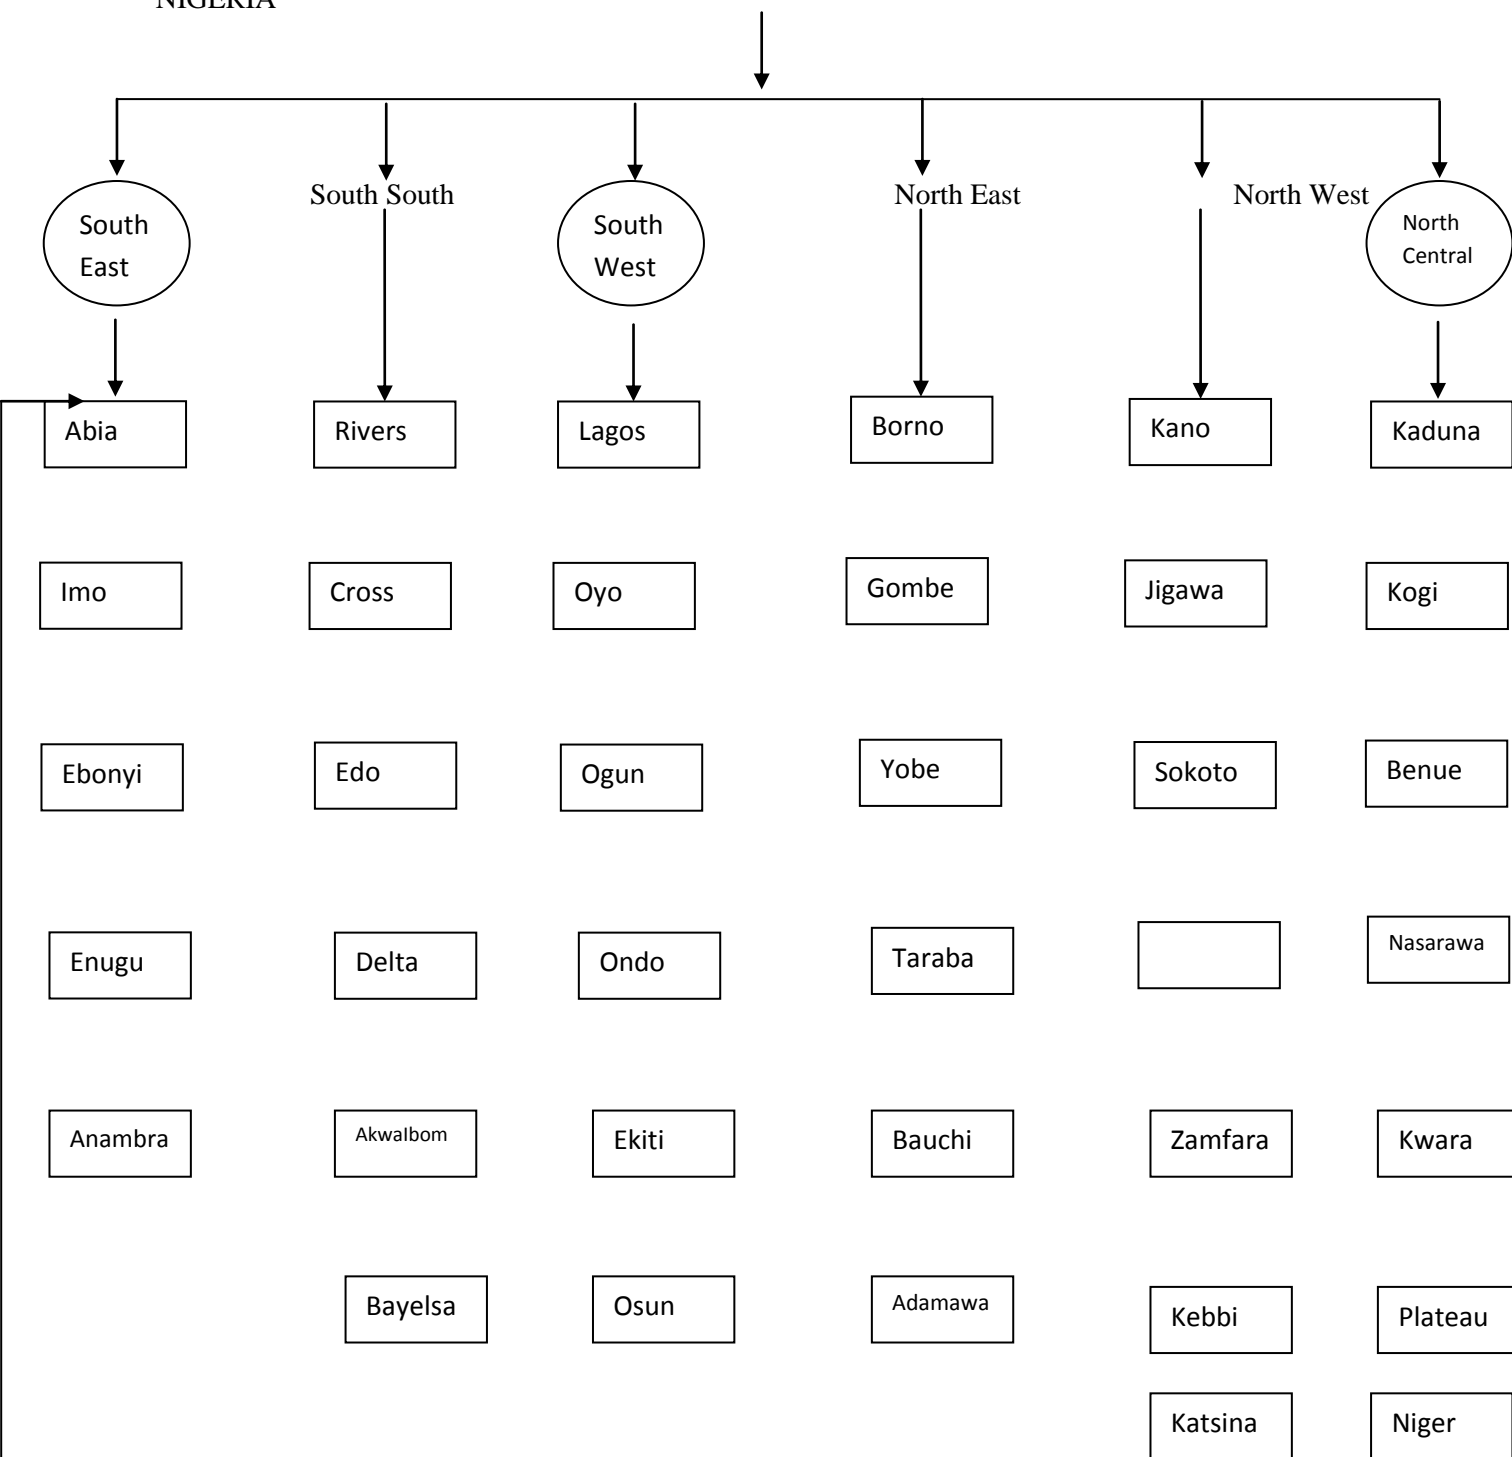 NIGERIA
South
East
South South
South
West
North East
North West
North
Central
Abia
Rivers
Lagos
Borno
Kano
Kaduna
Imo
Cross
Oyo
Gombe
Jigawa
Kogi
Ebonyi
Edo
Ogun
Yobe
Sokoto
Benue
Enugu
Delta
Ondo
Taraba
Nasarawa
Anambra
AkwaIbom
Ekiti
Bauchi
Zamfara
Kwara
Bayelsa
Osun
Adamawa
Kebbi
Plateau
Katsina
Niger